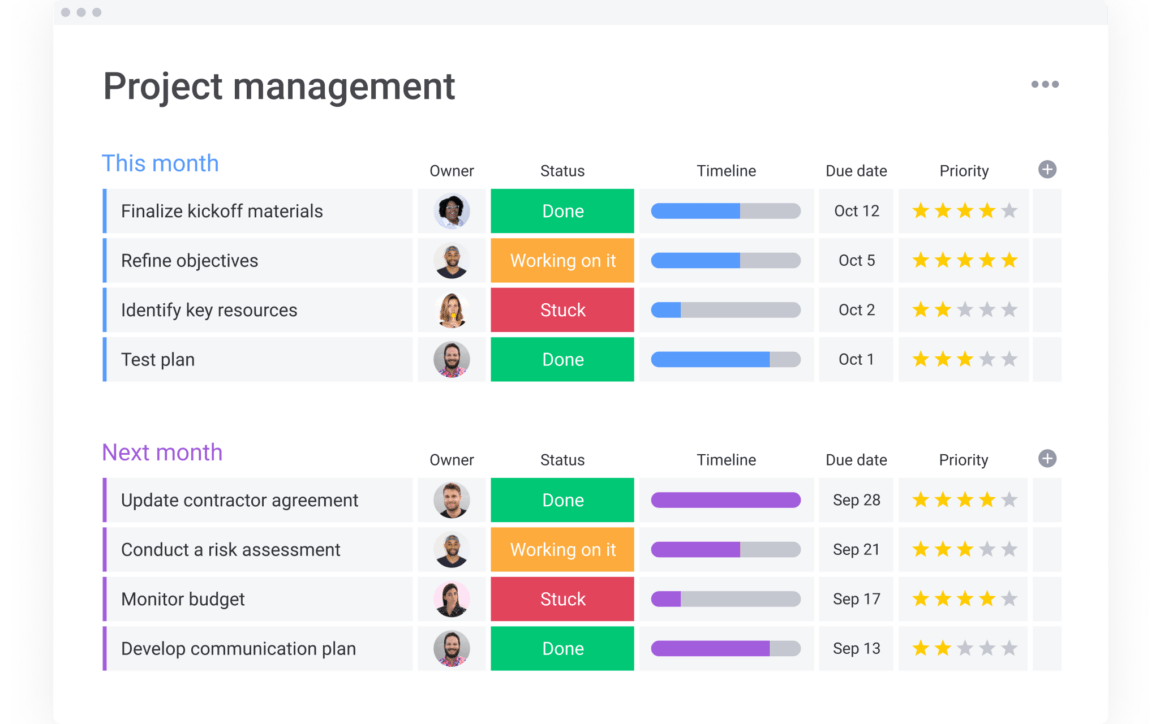 Project management
This month Owner Status Timeline Due date Priority
Finalize kickoff materials Done Oct 12
Refine objectives Working on it Oct 5
Identify key resources Stuck Oct 2
Test plan Done Oct 1
Next month Owner Status Timeline Due date Priority
Update contractor agreement Done Sep 28
Conduct a risk assessment Working on it Sep 21
Monitor budget Stuck Sep 17
Develop communication plan Done Sep 13